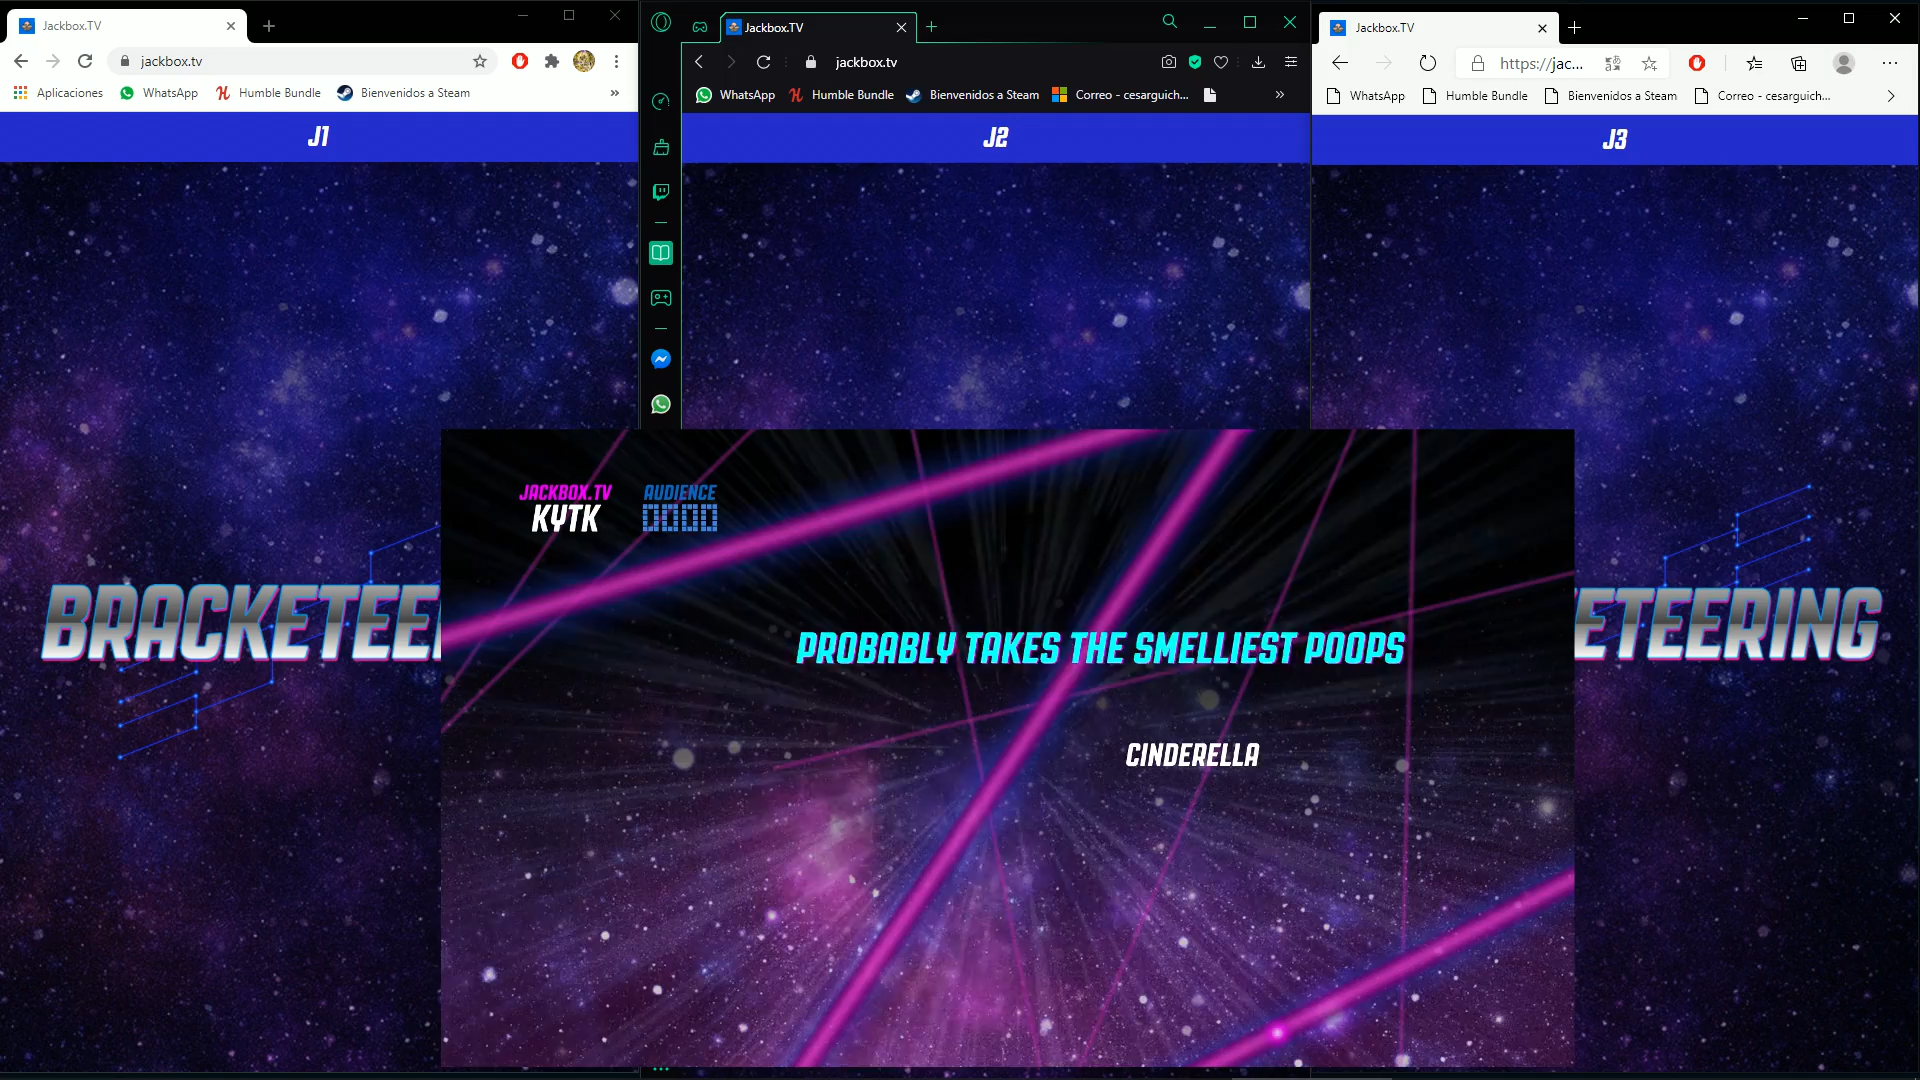 Jackbox.TV
jackbox.tv
Aplicaciones WhatsApp Humble Bundle Bienvenidos a Steam »
J1
Jackbox.TV
jackbox.tv
WhatsApp Humble Bundle Bienvenidos a Steam Correo - cesarguich... »
J2
Jackbox.TV
https://jac...
WhatsApp Humble Bundle Bienvenidos a Steam Correo - cesarguich...
J3
JACKBOX.TV
KYTK
AUDIENCE
PROBABLY TAKES THE SMELLIEST POOPS
CINDERELLA
BRACKETEE
ETEERING